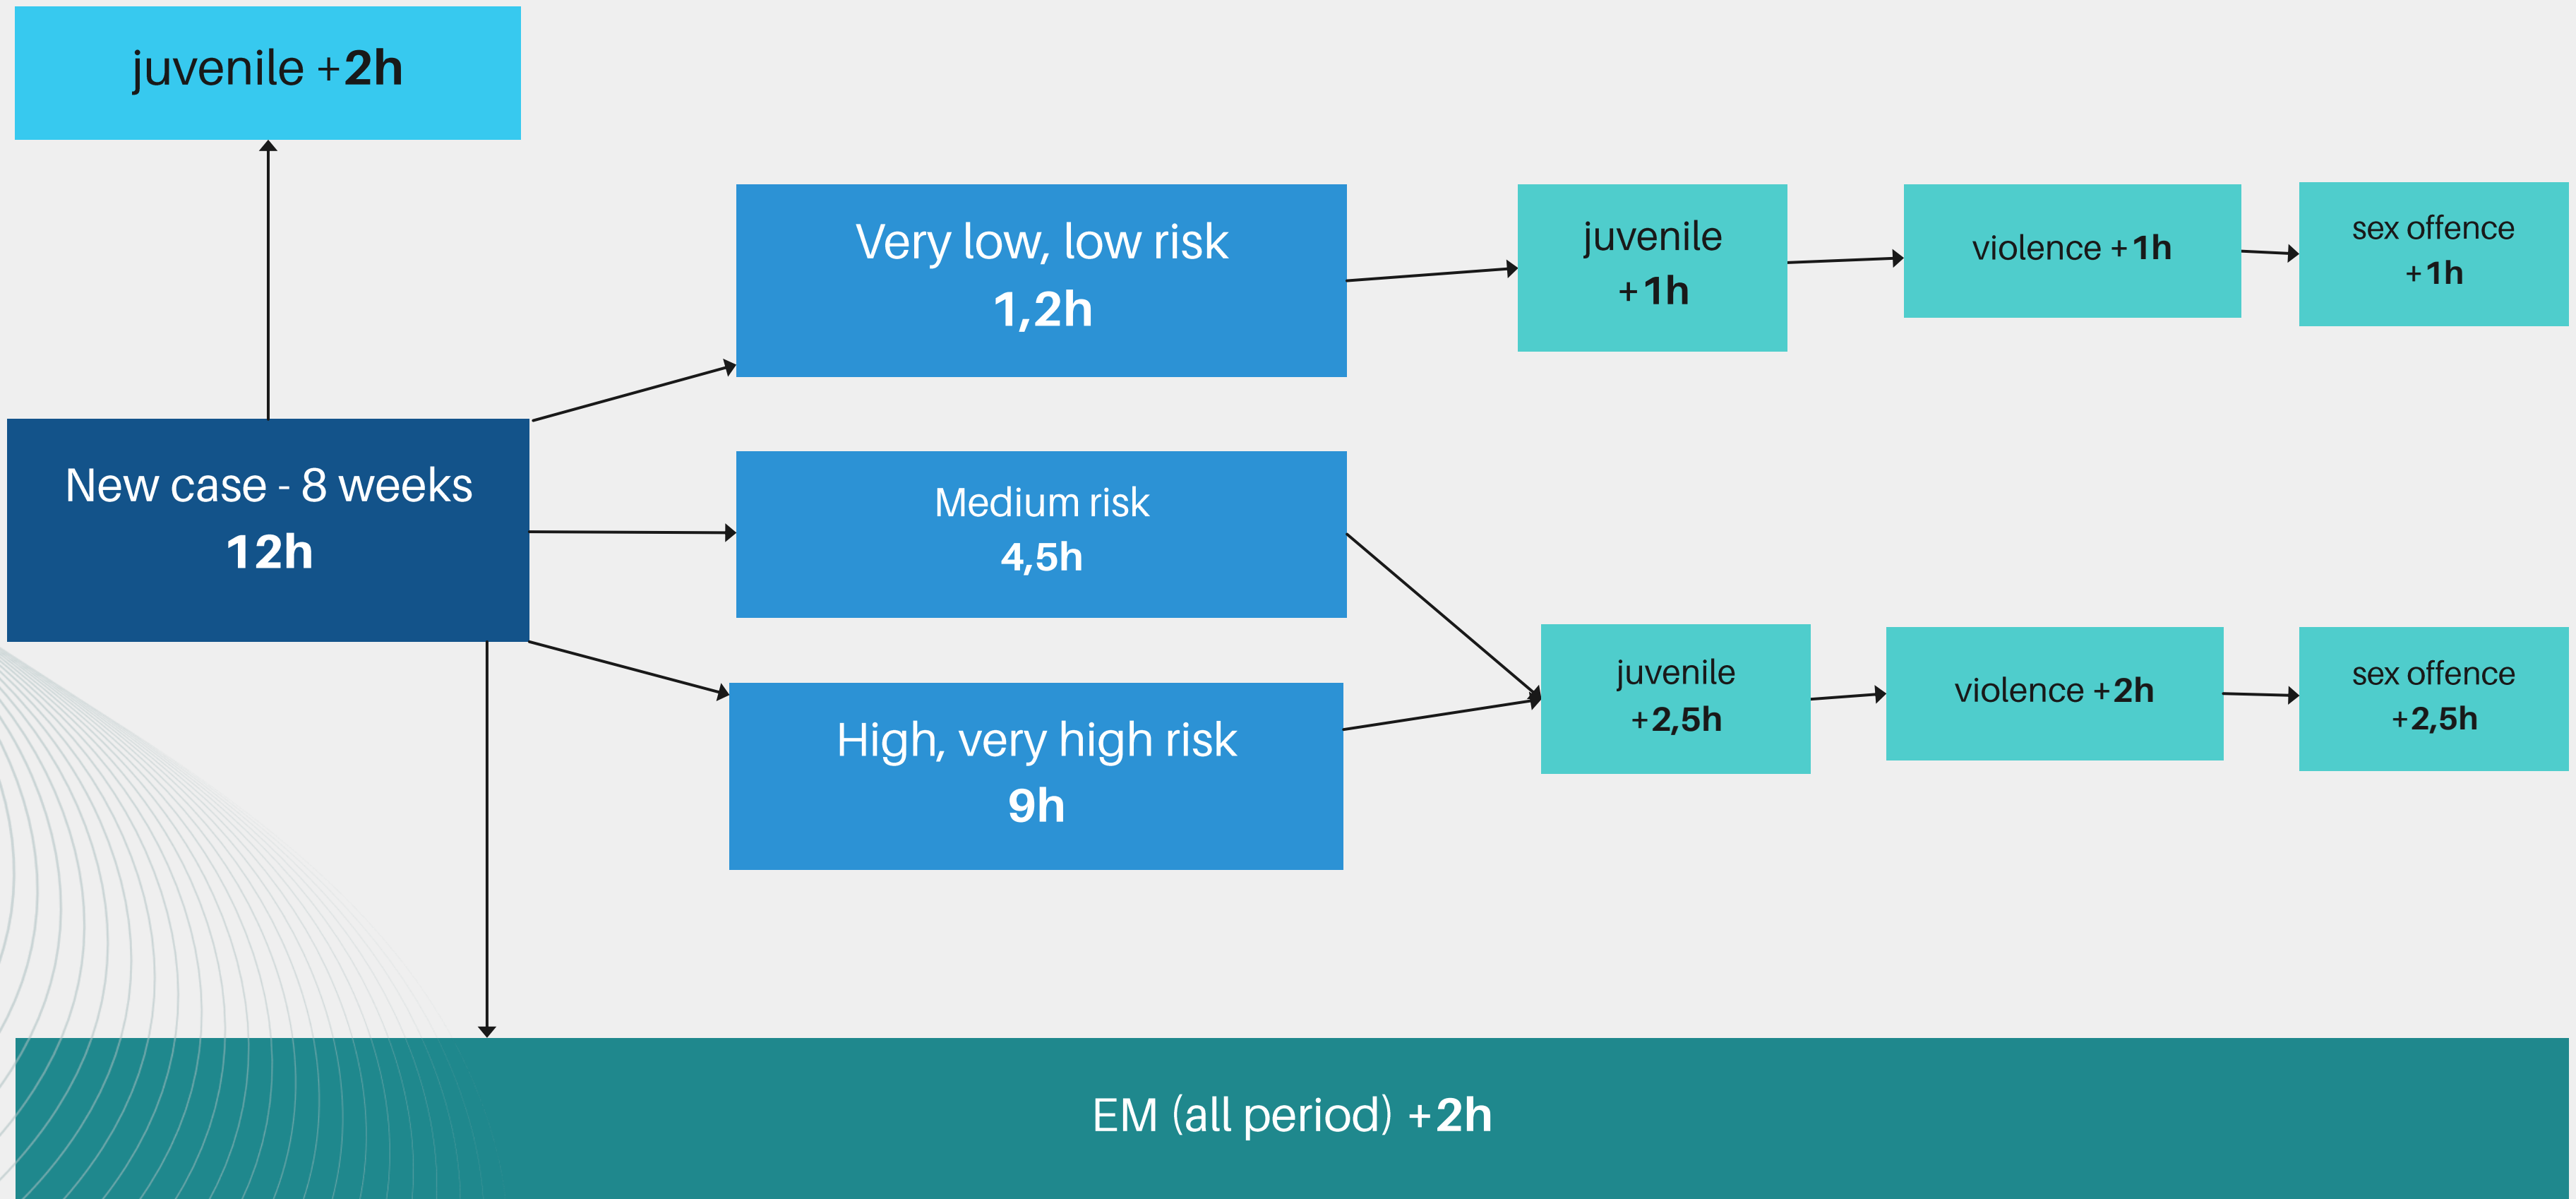 juvenile +2h
Very low, low risk
1,2h
juvenile
+1h
violence +1h
sex offence
+1h
New case - 8 weeks
12h
Medium risk
4,5h
High, very high risk
9h
juvenile
+2,5h
violence +2h
sex offence
+2,5h
EM (all period) +2h